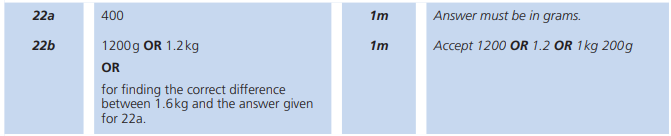 22a 400 1m Answer must be in grams.
22b 1200g OR 1.2kg 1m Accept 1200 OR 1.2 OR 1kg 200g
OR
for finding the correct difference
between 1.6kg and the answer given
for 22a.